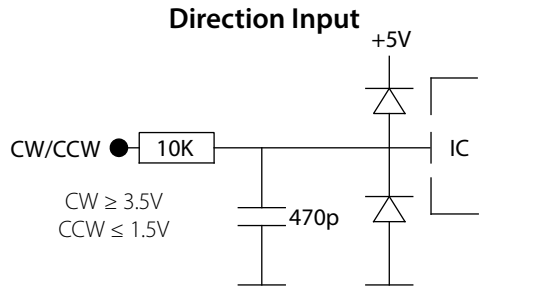 Direction Input
+5V
CW/CCW
10K
IC
CW ≥ 3.5V
CCW ≤ 1.5V
470p